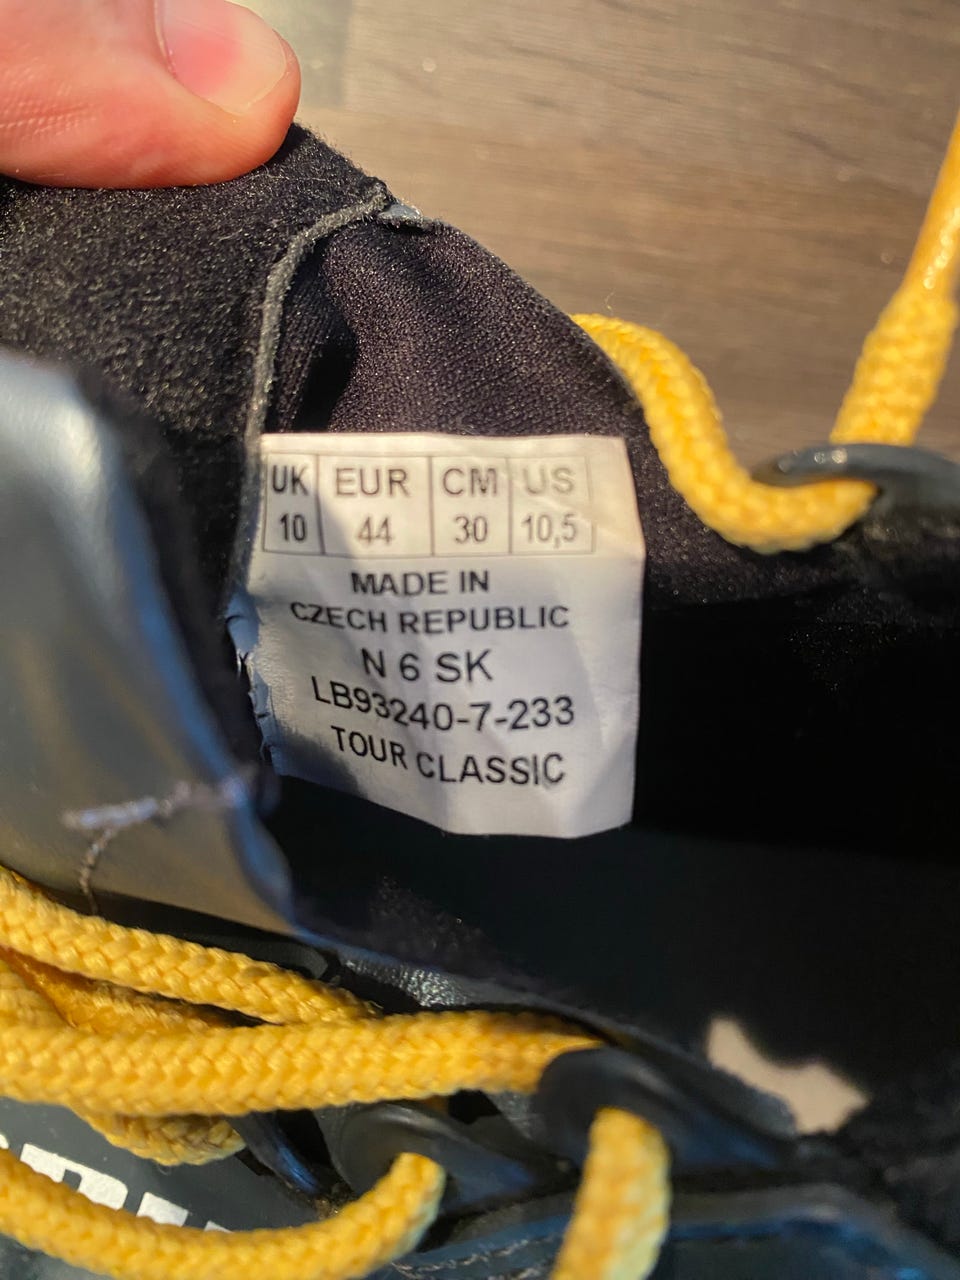 UK EUR CM US
10 44 30 10,5
MADE IN
CZECH REPUBLIC
N 6 SK
LB93240-7-233
TOUR CLASSIC